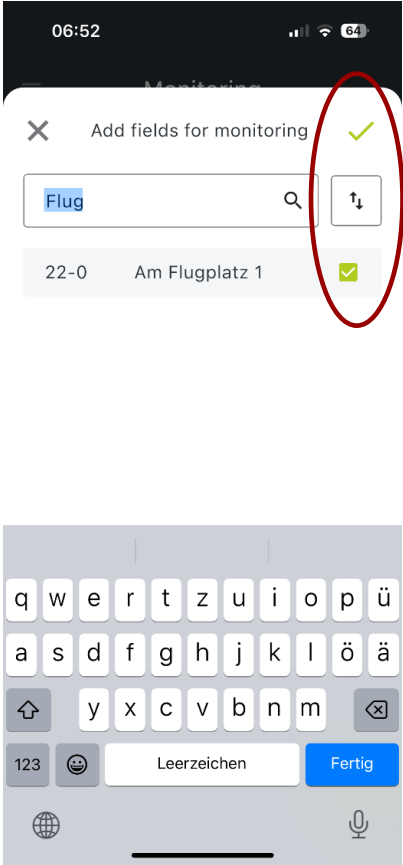 06:52
64
Monitoring
Add fields for monitoring
Flug
22-0 Am Flugplatz 1
q w e r t z u i o p ü
a s d f g h j k l ö ä
y x c v b n m
123 Leerzeichen Fertig